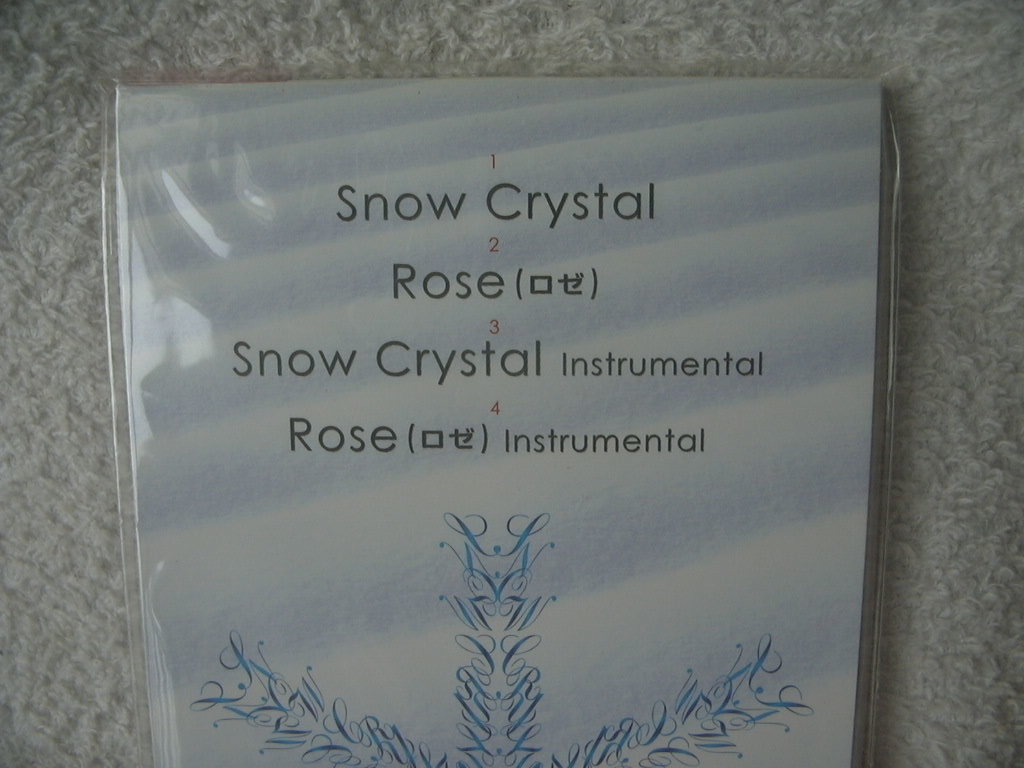 1
Snow Crystal
2
Rose (ロゼ)
3
Snow Crystal Instrumental
4
Rose (ロゼ) Instrumental